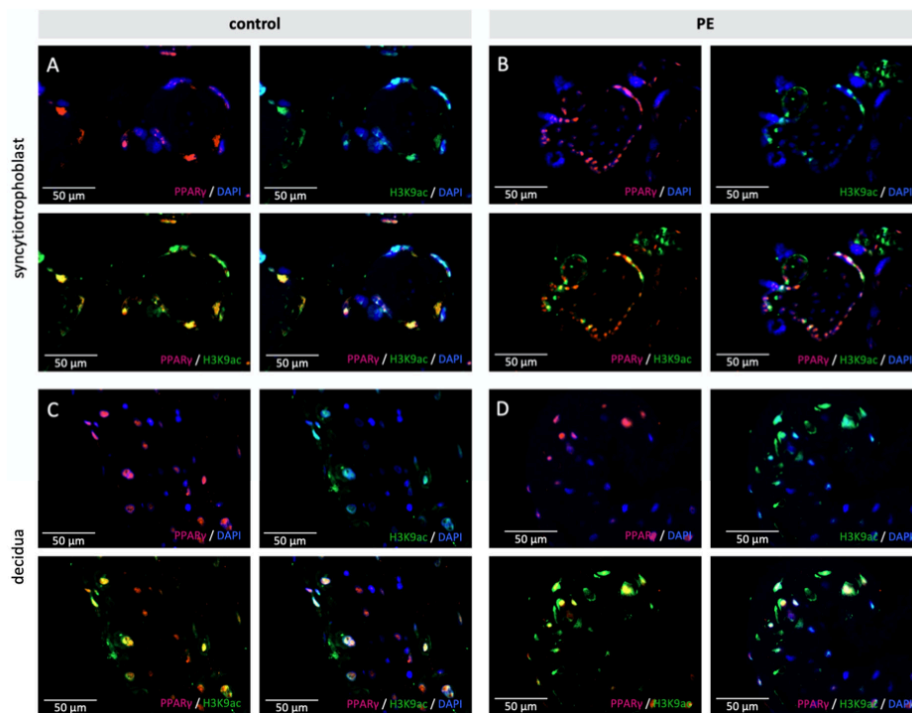 control
PE
syncytiotrophoblast
A
50 µm
PPARγ / DAPI
50 µm
H3K9ac / DAPI
B
50 µm
PPARγ / DAPI
50 µm
H3K9ac / DAPI
50 µm
PPARγ / H3K9ac
50 µm
PPARγ / H3K9ac / DAPI
50 µm
PPARγ / H3K9ac
50 µm
PPARγ / H3K9ac / DAPI
decidua
C
50 µm
PPARγ / DAPI
50 µm
H3K9ac / DAPI
D
50 µm
PPARγ / DAPI
50 µm
H3K9ac / DAPI
50 µm
PPARγ / H3K9ac
50 µm
PPARγ / H3K9ac / DAPI
50 µm
PPARγ / H3K9ac
50 µm
PPARγ / H3K9ac / DAPI